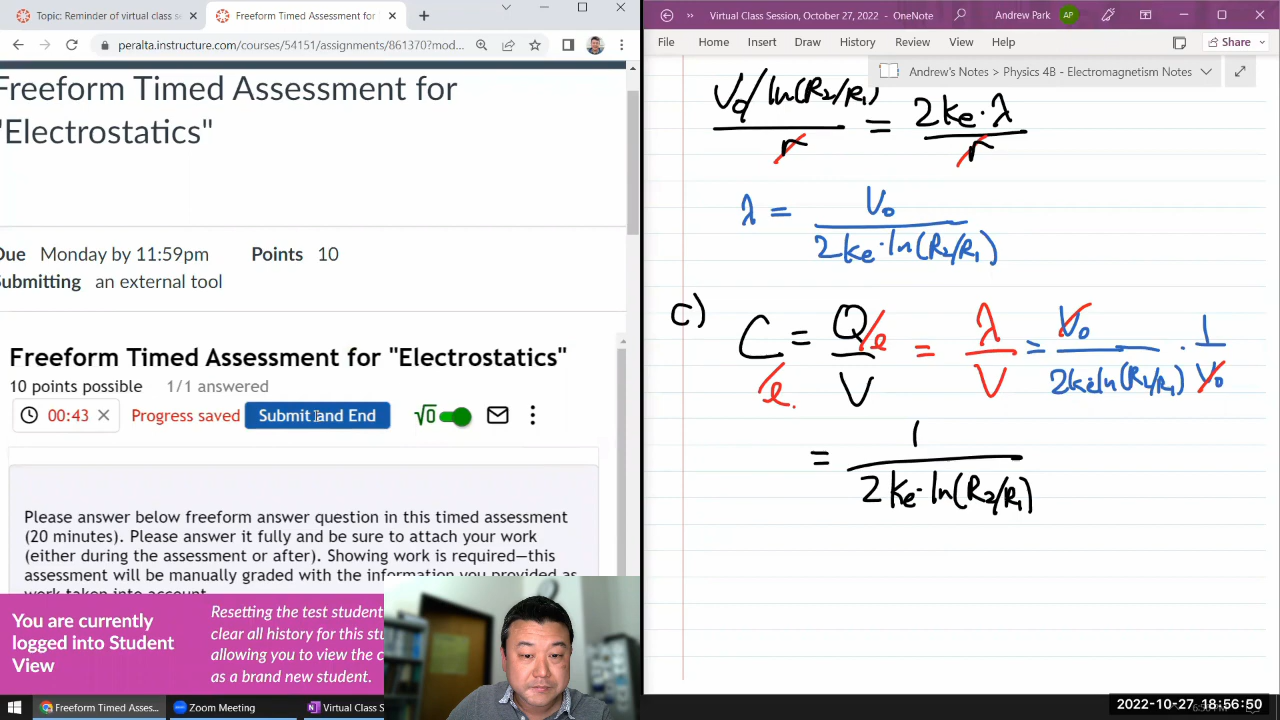 Topic: Reminder of virtual class s
Freeform Timed Assessment for
peralta.instructure.com/courses/54151/assignments/861370?mod...
Freeform Timed Assessment for
"Electrostatics"
Due Monday by 11:59pm Points 10
Submitting an external tool
Freeform Timed Assessment for "Electrostatics"
10 points possible 1/1 answered
00:43 Progress saved Submit and End √0
Please answer below freeform answer question in this timed assessment
(20 minutes). Please answer it fully and be sure to attach your work
(either during the assessment or after). Showing work is required—this
assessment will be manually graded with the information you provided as
work taken into account.
You are currently
logged into Student
View
Resetting the test student
clear all history for this stu
allowing you to view the c
as a brand new student.
Freeform Timed Asses...
Zoom Meeting
Virtual Class S
Virtual Class Session, October 27, 2022 - OneNote
Andrew Park AP
File Home Insert Draw History Review View Help Share
Andrew's Notes > Physics 4B - Electromagnetism Notes
V₀/ln(R₂/R₁) / r = 2ke·λ / r
λ = V₀ / 2ke·ln(R₂/R₁)
C) C/ℓ = Q/ℓ / V = λ / V = V₀ / 2ke ln(R₂/R₁) · 1/V₀
= 1 / 2ke·ln(R₂/R₁)
2022-10-27 18:56:50